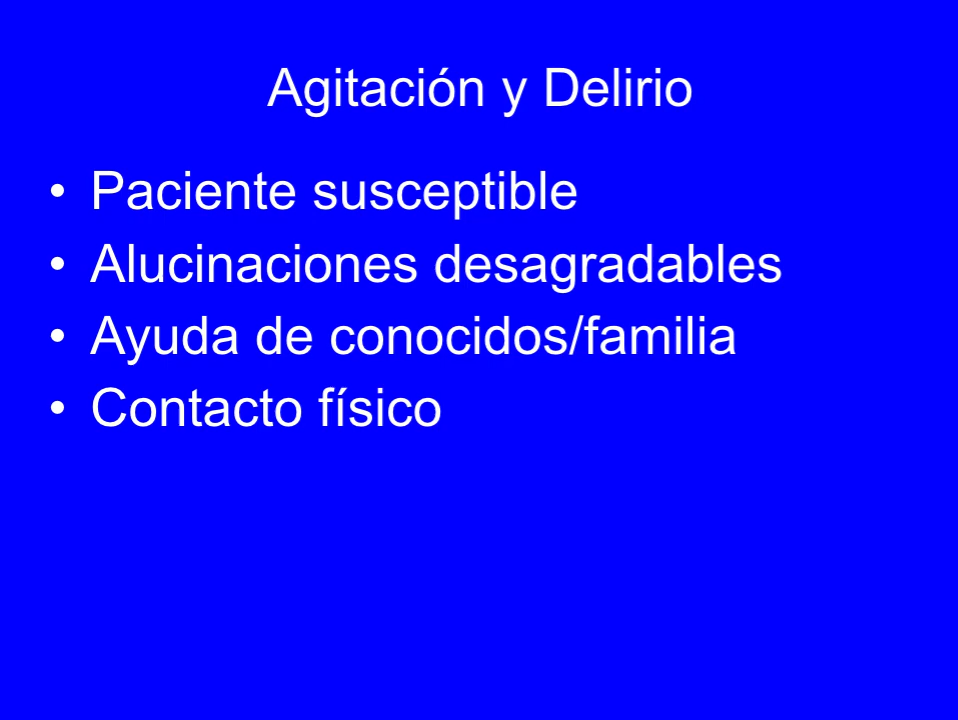 Agitación y Delirio
• Paciente susceptible
• Alucinaciones desagradables
• Ayuda de conocidos/familia
• Contacto físico